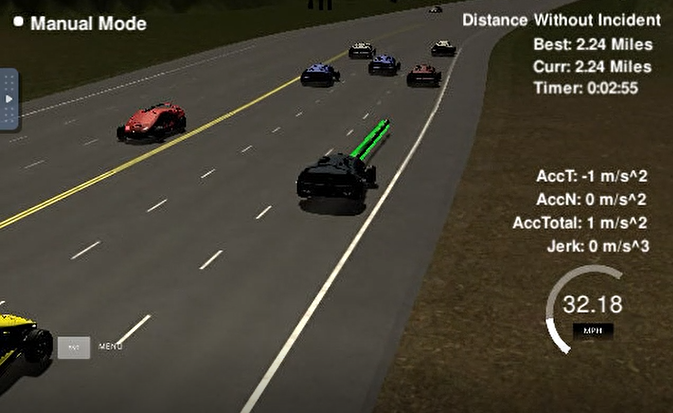 Manual Mode
Distance Without Incident
Best: 2.24 Miles
Curr: 2.24 Miles
Timer: 0:02:55
AccT: -1 m/s^2
AccN: 0 m/s^2
AccTotal: 1 m/s^2
Jerk: 0 m/s^3
32.18
MPH
MENU